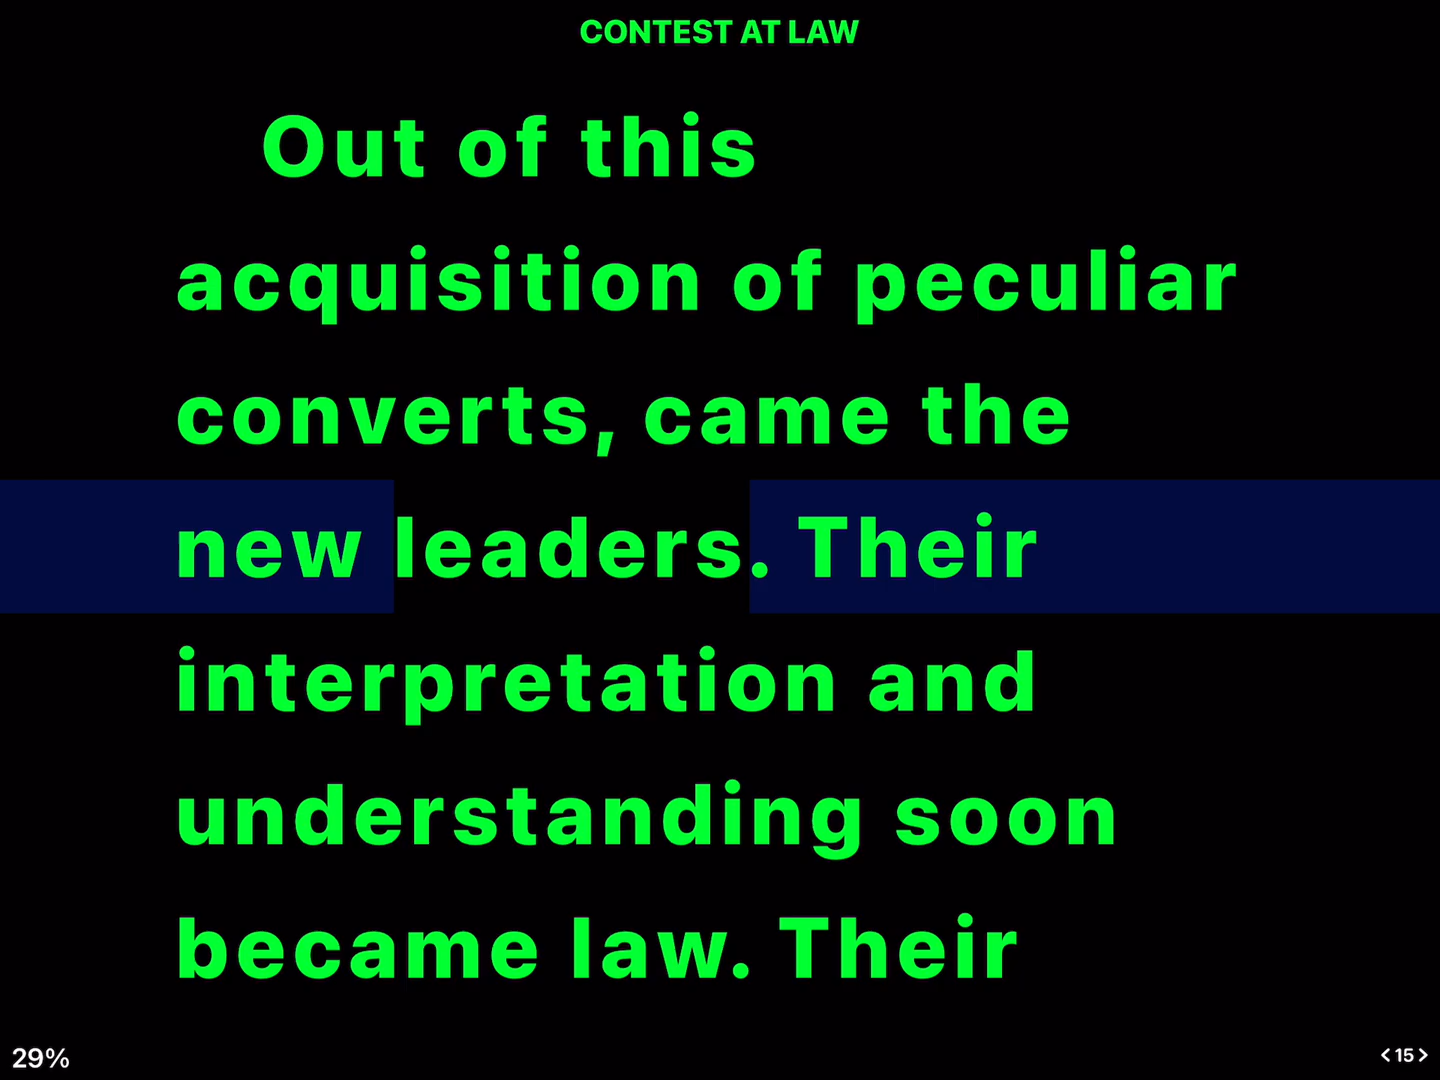 CONTEST AT LAW
Out of this
acquisition of peculiar
converts, came the
new leaders. Their
interpretation and
understanding soon
became law. Their
29%
<15>